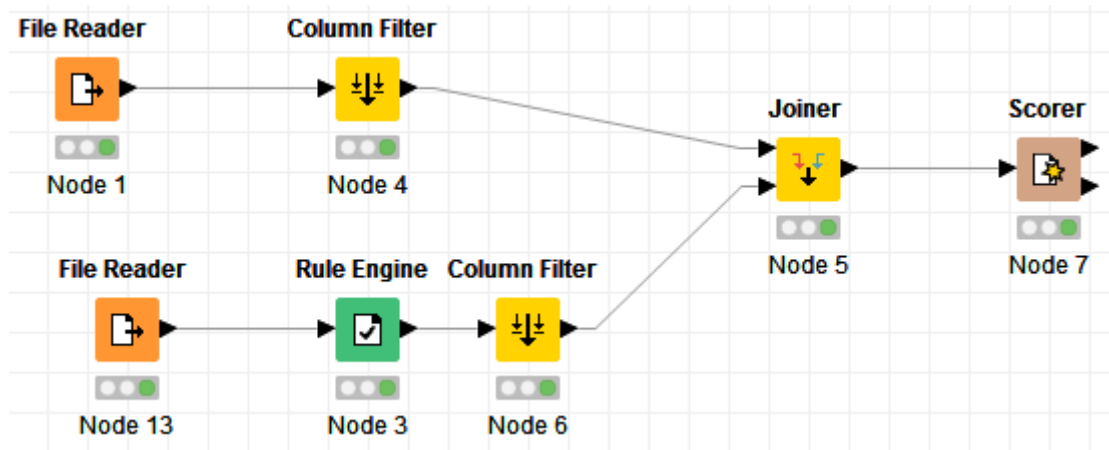 File Reader
Column Filter
Joiner
Scorer
Node 1
Node 4
Node 5
Node 7
File Reader
Rule Engine
Column Filter
Node 13
Node 3
Node 6